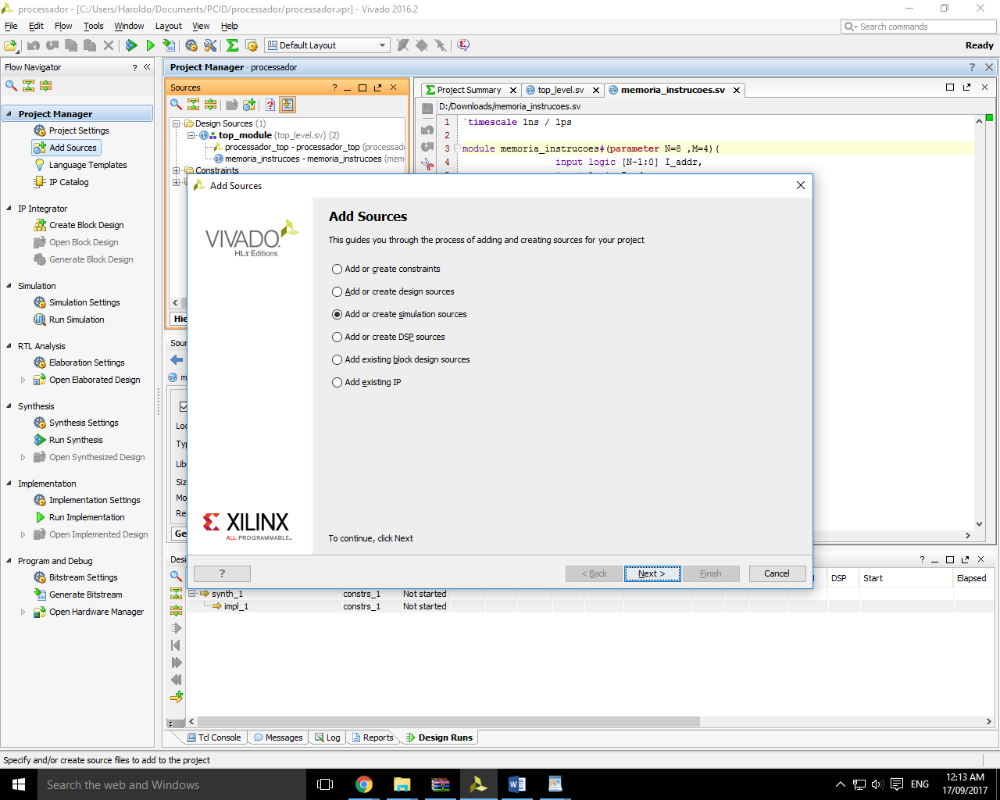 processador - [C:/Users/Haroldo/Documents/PCID/processador/processador.xpr] - Vivado 2016.2
File Edit Flow Tools Window Layout View Help
Search commands
Default Layout
Ready
Flow Navigator
Project Manager
Project Settings
Add Sources
Language Templates
IP Catalog
IP Integrator
Create Block Design
Open Block Design
Generate Block Design
Simulation
Simulation Settings
Run Simulation
RTL Analysis
Elaboration Settings
Open Elaborated Design
Synthesis
Synthesis Settings
Run Synthesis
Open Synthesized Design
Implementation
Implementation Settings
Run Implementation
Open Implemented Design
Program and Debug
Bitstream Settings
Generate Bitstream
Open Hardware Manager
Project Manager - processador
Sources
Design Sources (1)
top_module (top_level.sv) (2)
processador_top - processador_top (processad
memoria_instrucoes - memoria_instrucoes (mem
Constraints
Project Summary
top_level.sv
memoria_instrucoes.sv
D:/Downloads/memoria_instrucoes.sv
1 `timescale 1ns / 1ps
2
3 module memoria_instrucoes#(parameter N=8 ,M=4)(
4 input logic [N-1:0] I_addr,
Hie
Sour
m
Loc
Typ
Lib
Siz
Mo
Re
Ge
Add Sources
VIVADO
HLx Editions
Add Sources
This guides you through the process of adding and creating sources for your project
Add or create constraints
Add or create design sources
Add or create simulation sources
Add or create DSP sources
Add existing block design sources
Add existing IP
To continue, click Next
XILINX
ALL PROGRAMMABLE
?
< Back
Next >
Finish
Cancel
Desi
DSP Start Elapsed
synth_1 constrs_1 Not started
impl_1 constrs_1 Not started
Tcl Console
Messages
Log
Reports
Design Runs
Specify and/or create source files to add to the project
Search the web and Windows
ENG
12:13 AM
17/09/2017